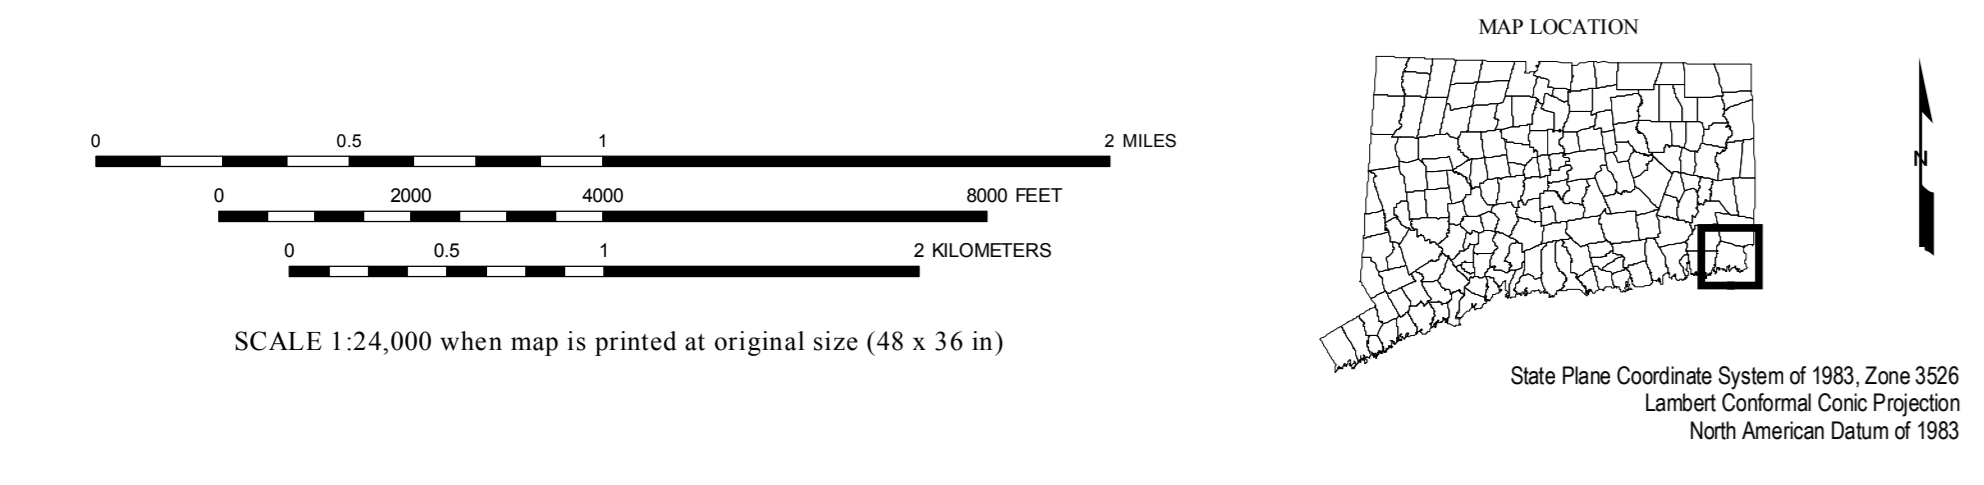 0 0.5 1 2 MILES
0 2000 4000 8000 FEET
0 0.5 1 2 KILOMETERS
SCALE 1:24,000 when map is printed at original size (48 x 36 in)
MAP LOCATION
N
State Plane Coordinate System of 1983, Zone 3526
Lambert Conformal Conic Projection
North American Datum of 1983